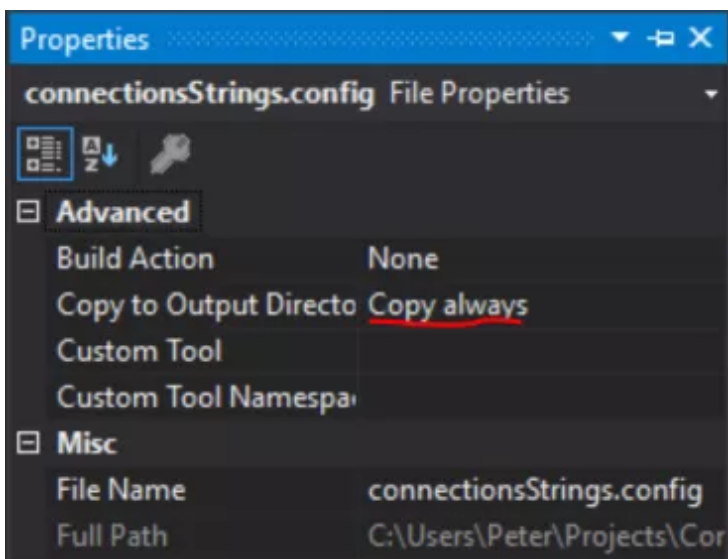 Properties
connectionsStrings.config File Properties
Advanced
Build Action None
Copy to Output Directo Copy always
Custom Tool
Custom Tool Namespa
Misc
File Name connectionsStrings.config
Full Path C:\Users\Peter\Projects\Cor